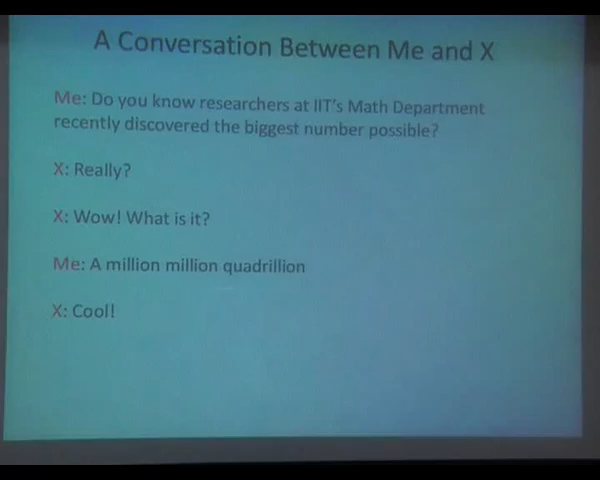 A Conversation Between Me and X
Me: Do you know researchers at IIT's Math Department
recently discovered the biggest number possible?
X: Really?
X: Wow! What is it?
Me: A million million quadrillion
X: Cool!